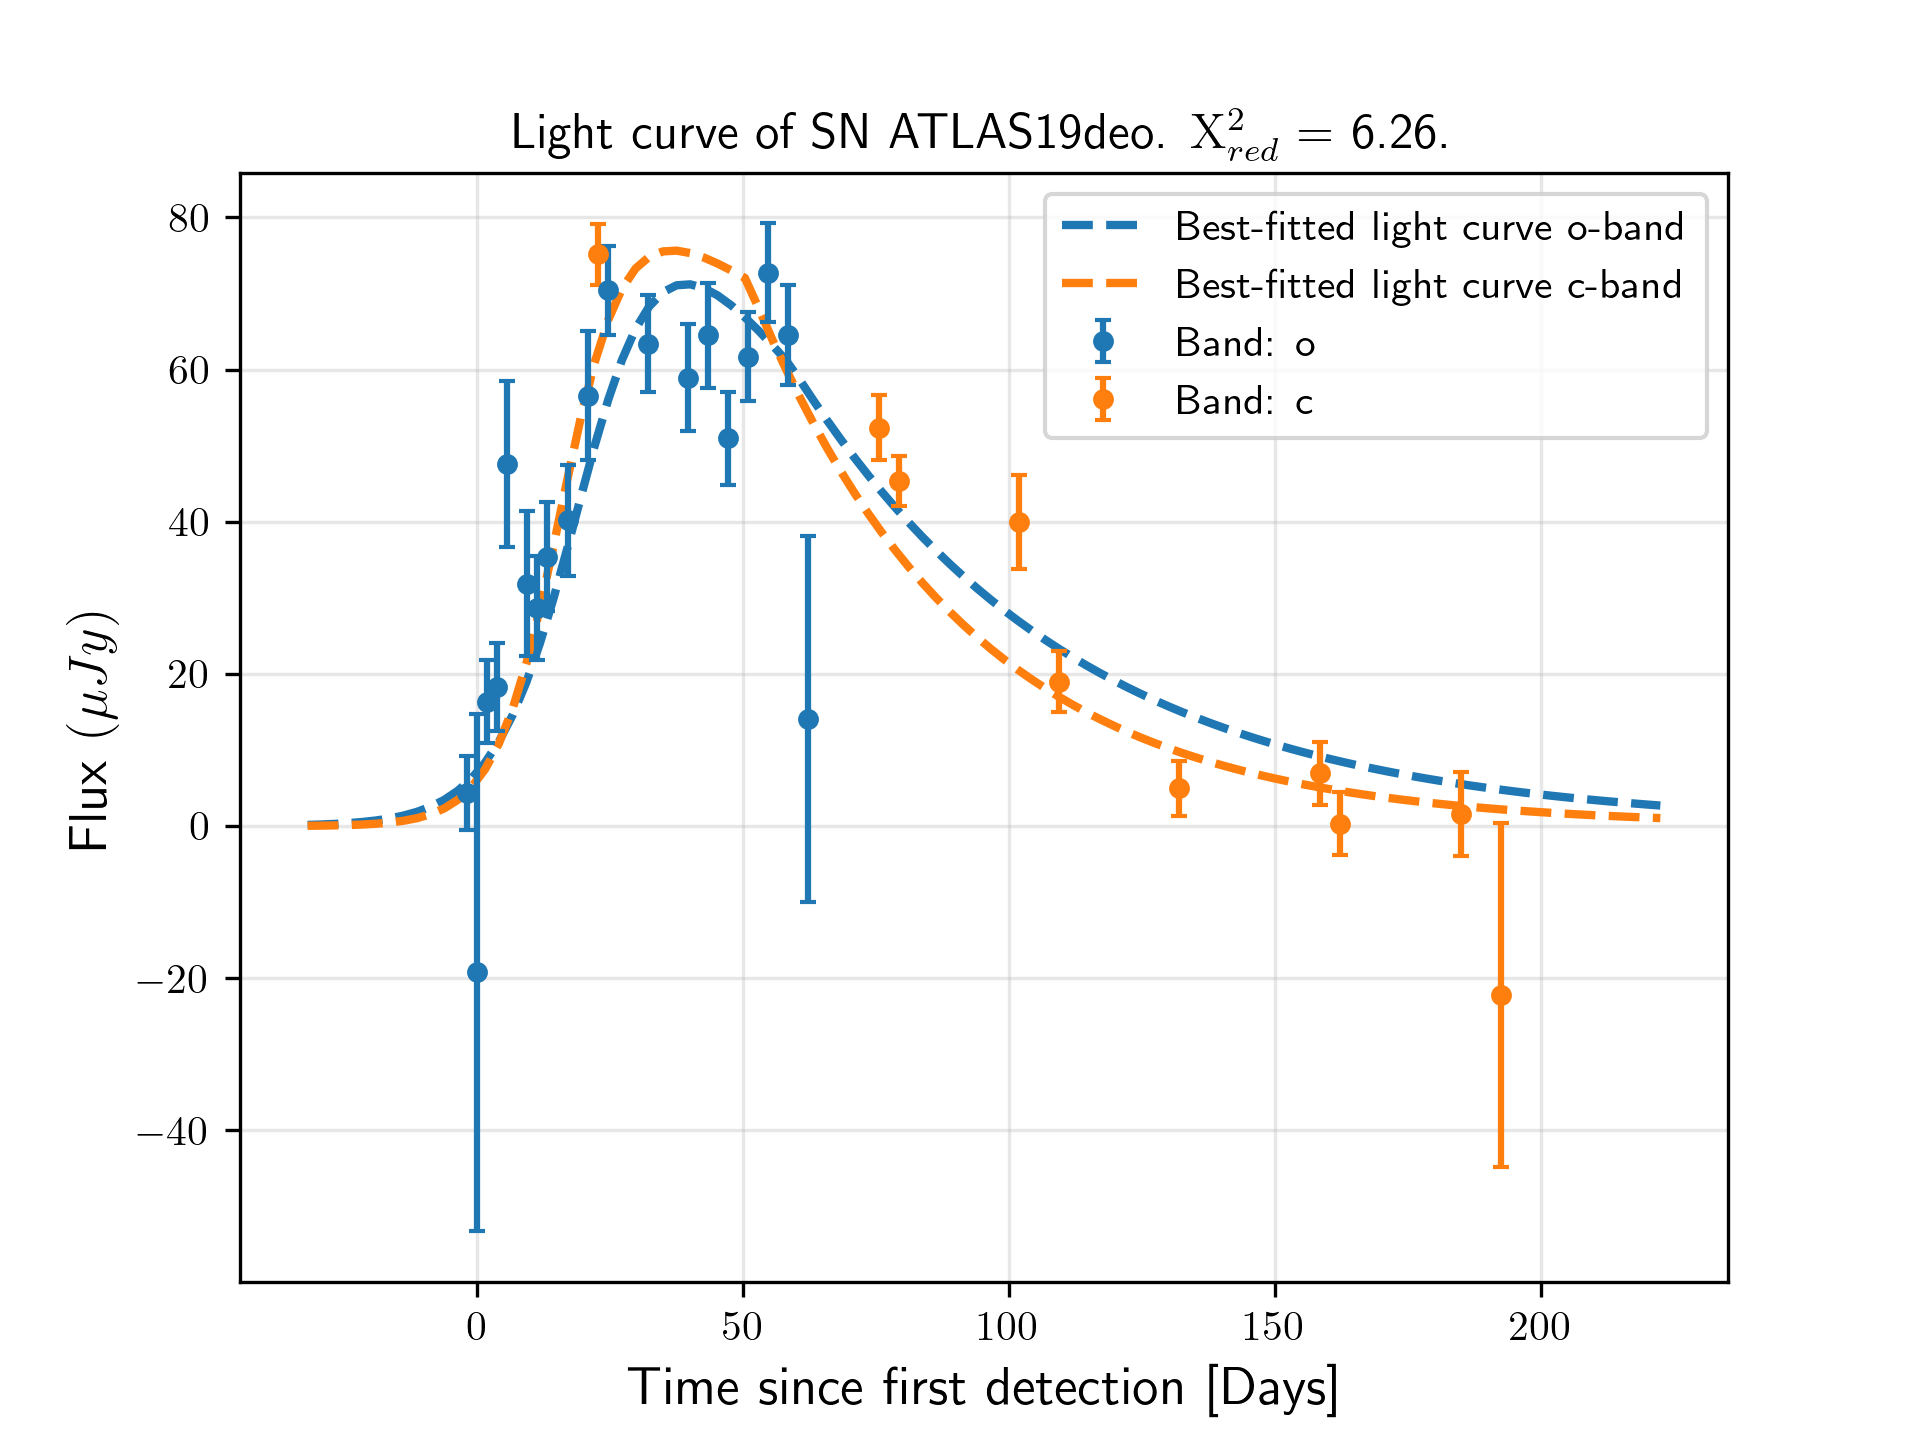 Light curve of SN ATLAS19deo. X²_red = 6.26.
Best-fitted light curve o-band
Best-fitted light curve c-band
Band: o
Band: c
80
60
40
20
0
−20
−40
Flux (μJy)
0 50 100 150 200
Time since first detection [Days]